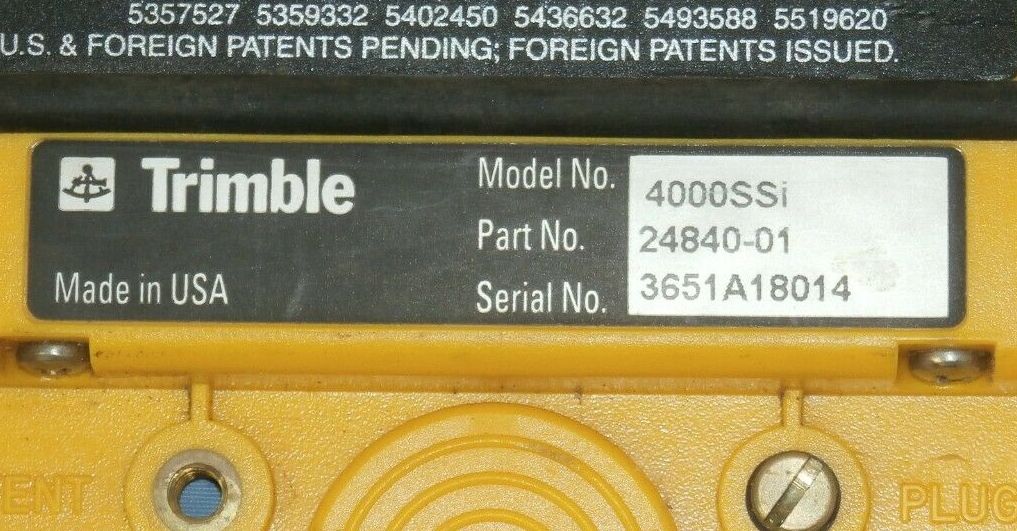 5357527 5359332 5402450 5436632 5493588 5519620
U.S. & FOREIGN PATENTS PENDING; FOREIGN PATENTS ISSUED.
Trimble
Made in USA
Model No. 4000SSi
Part No. 24840-01
Serial No. 3651A18014
ENT
PLUG